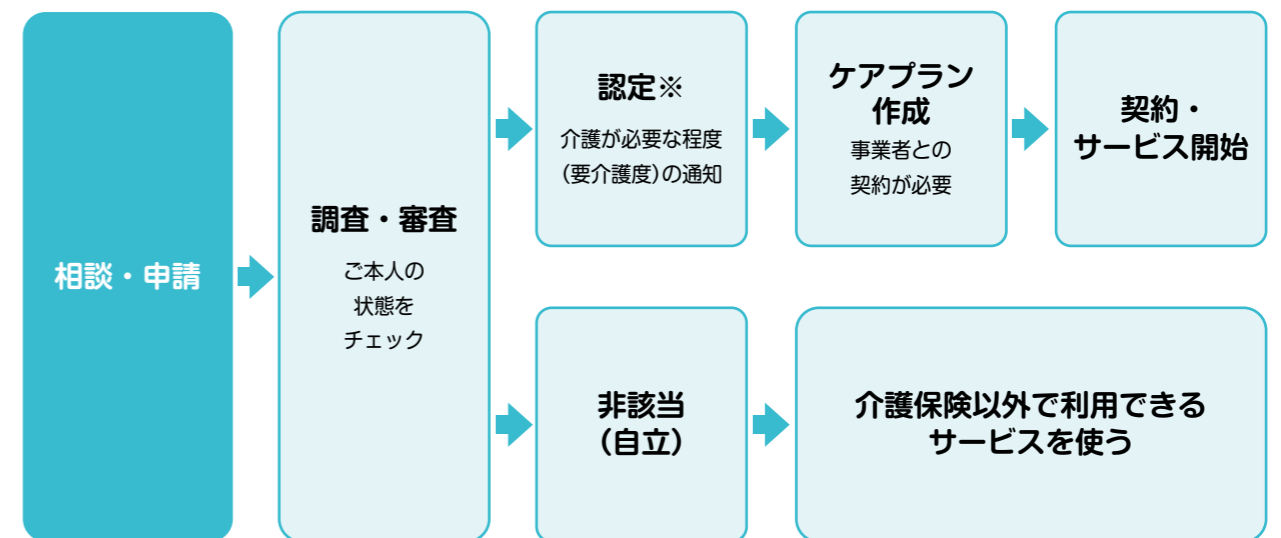 相談・申請
調査・審査
ご本人の
状態を
チェック
認定※
介護が必要な程度
(要介護度)の通知
ケアプラン
作成
事業者との
契約が必要
契約・
サービス開始
非該当
(自立)
介護保険以外で利用できる
サービスを使う